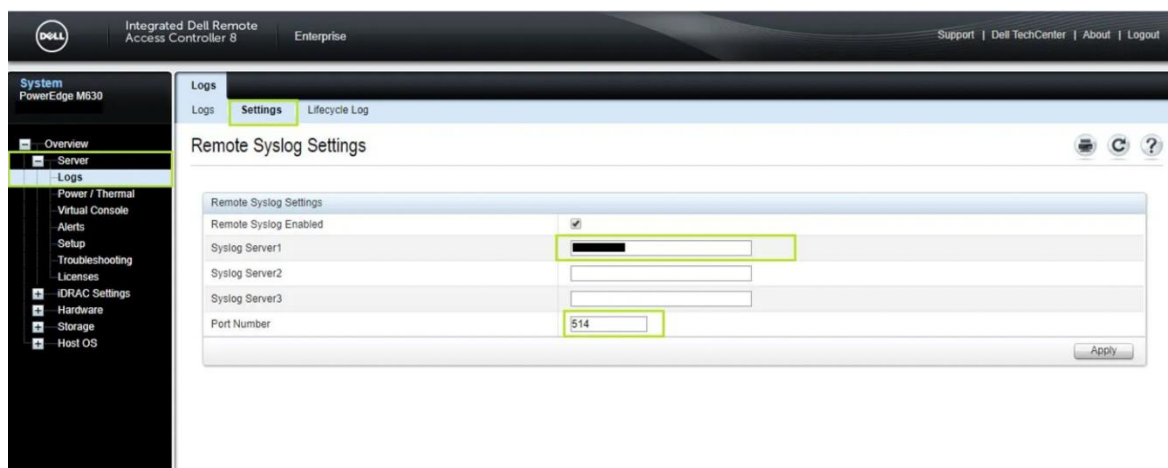 DELL
Integrated Dell Remote
Access Controller 8
Enterprise
Support | Dell TechCenter | About | Logout
System
PowerEdge M630
Overview
Server
Logs
Power / Thermal
Virtual Console
Alerts
Setup
Troubleshooting
Licenses
iDRAC Settings
Hardware
Storage
Host OS
Logs
Logs Settings Lifecycle Log
Remote Syslog Settings
Remote Syslog Settings
Remote Syslog Enabled
Syslog Server1
Syslog Server2
Syslog Server3
Port Number 514
Apply